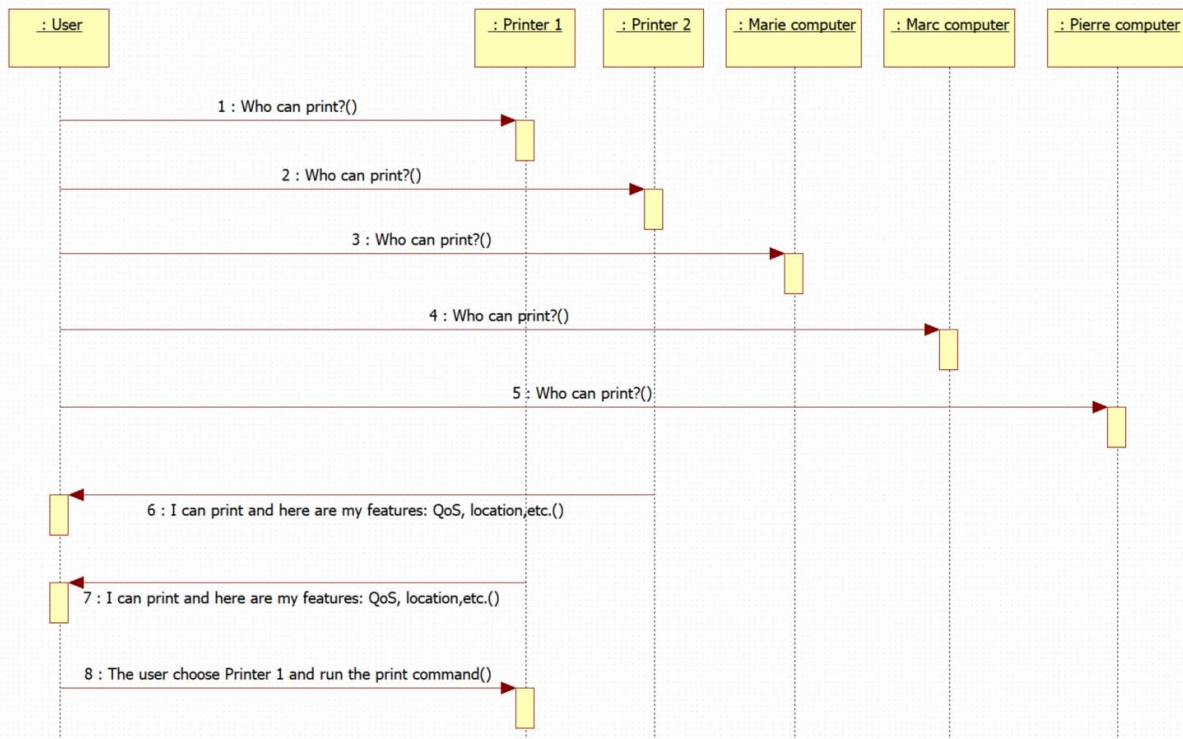 : User
: Printer 1
: Printer 2
: Marie computer
: Marc computer
: Pierre computer
1 : Who can print?()
2 : Who can print?()
3 : Who can print?()
4 : Who can print?()
5 : Who can print?()
6 : I can print and here are my features: QoS, location,etc.()
7 : I can print and here are my features: QoS, location,etc.()
8 : The user choose Printer 1 and run the print command()